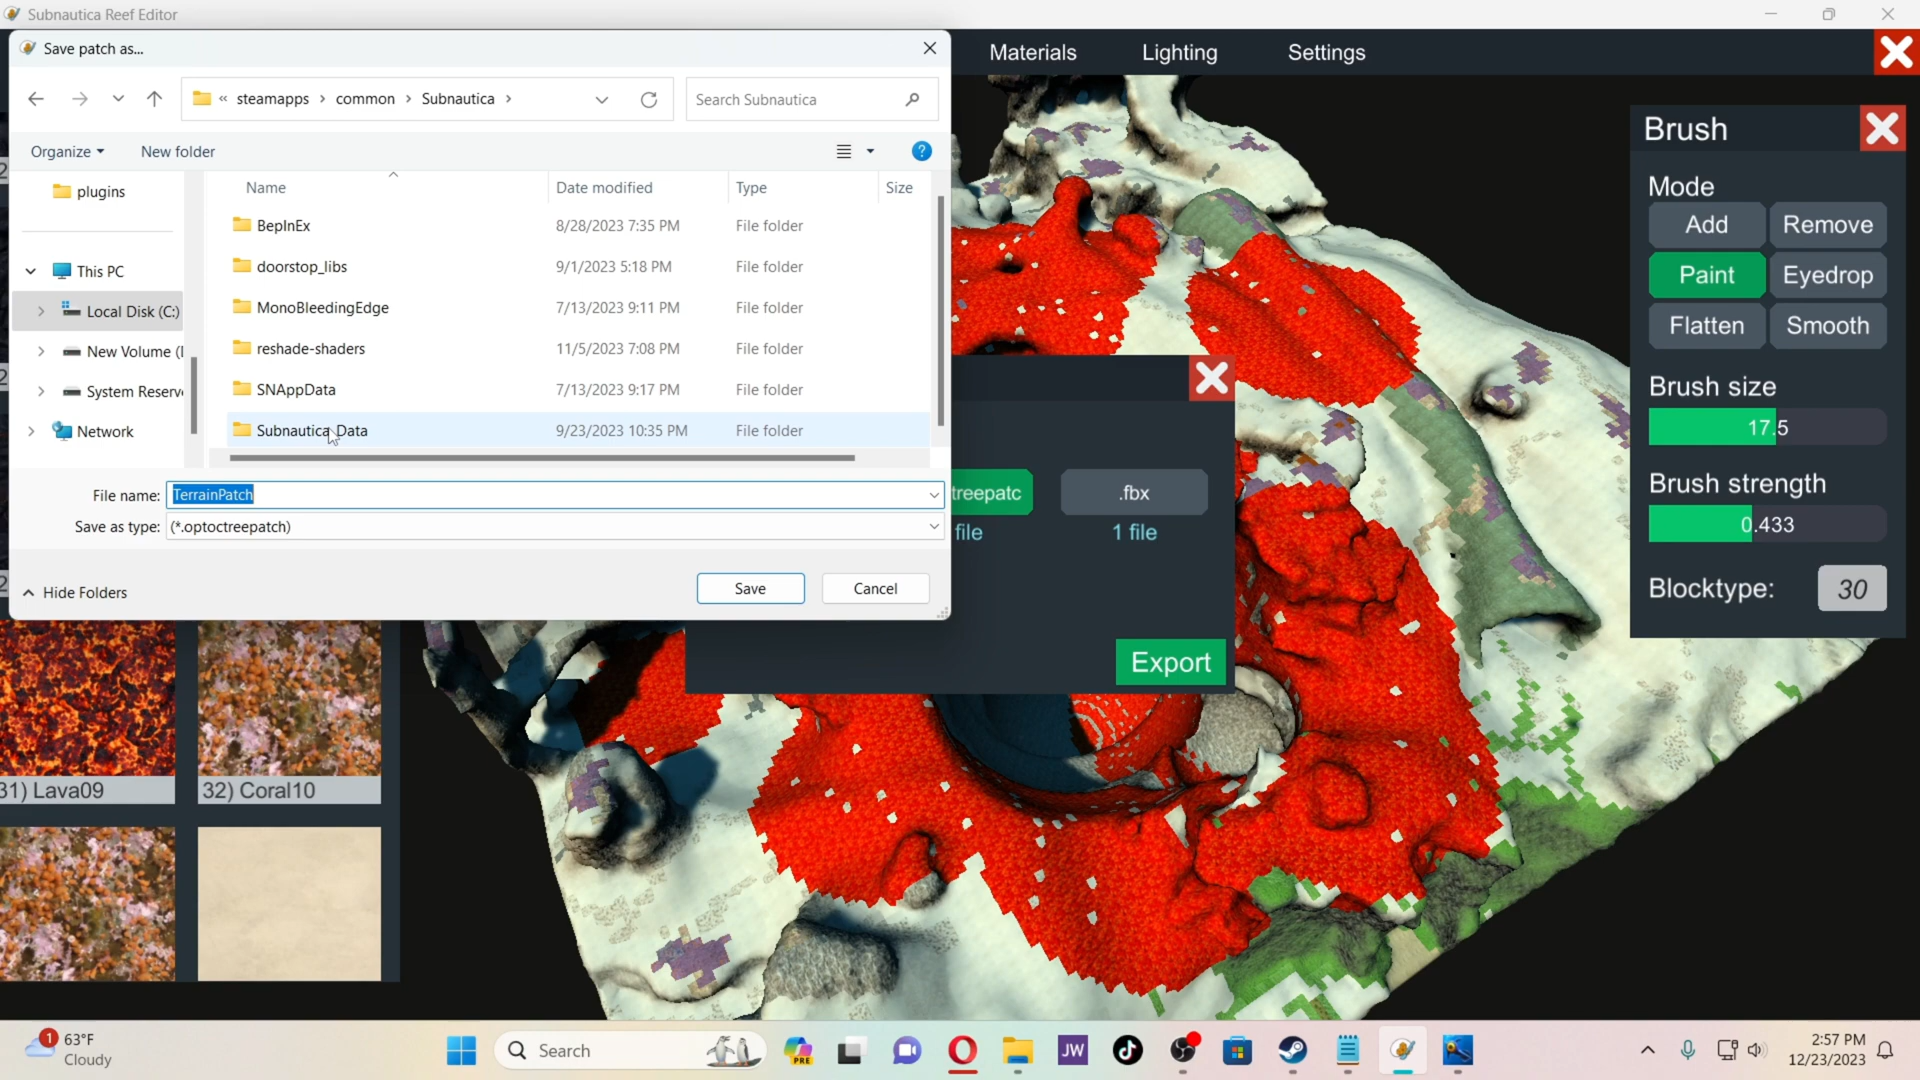 Subnautica Reef Editor
Save patch as...
Materials
Lighting
Settings
« steamapps › common › Subnautica ›
Search Subnautica
Organize
New folder
Name
Date modified
Type
Size
plugins
This PC
Local Disk (C:)
New Volume (
System Reserv
Network
BepInEx 8/28/2023 7:35 PM File folder
doorstop_libs 9/1/2023 5:18 PM File folder
MonoBleedingEdge 7/13/2023 9:11 PM File folder
reshade-shaders 11/5/2023 7:08 PM File folder
SNAppData 7/13/2023 9:17 PM File folder
Subnautica_Data 9/23/2023 10:35 PM File folder
File name: TerrainPatch
Save as type: (*.optoctreepatch)
Hide Folders
Save
Cancel
treepatc
file
.fbx
1 file
Export
Brush
Mode
Add
Remove
Paint
Eyedrop
Flatten
Smooth
Brush size
17.5
Brush strength
0.433
Blocktype: 30
31) Lava09
32) Coral10
1
63°F
Cloudy
Search
PRE
JW
2:57 PM
12/23/2023